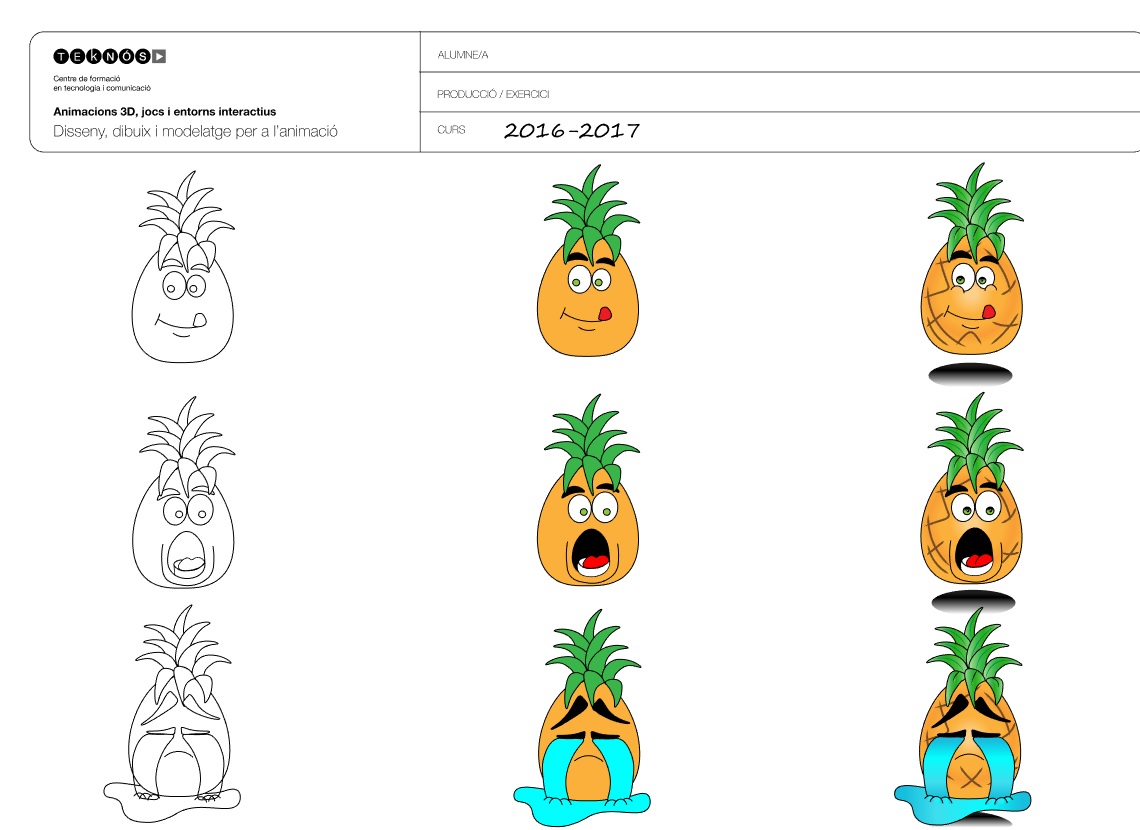 TEKNÓS
Centre de formació
en tecnologia i comunicació
Animacions 3D, jocs i entorns interactius
Disseny, dibuix i modelatge per a l'animació
ALUMNE/A
PRODUCCIÓ / EXERCICI
CURS 2016-2017